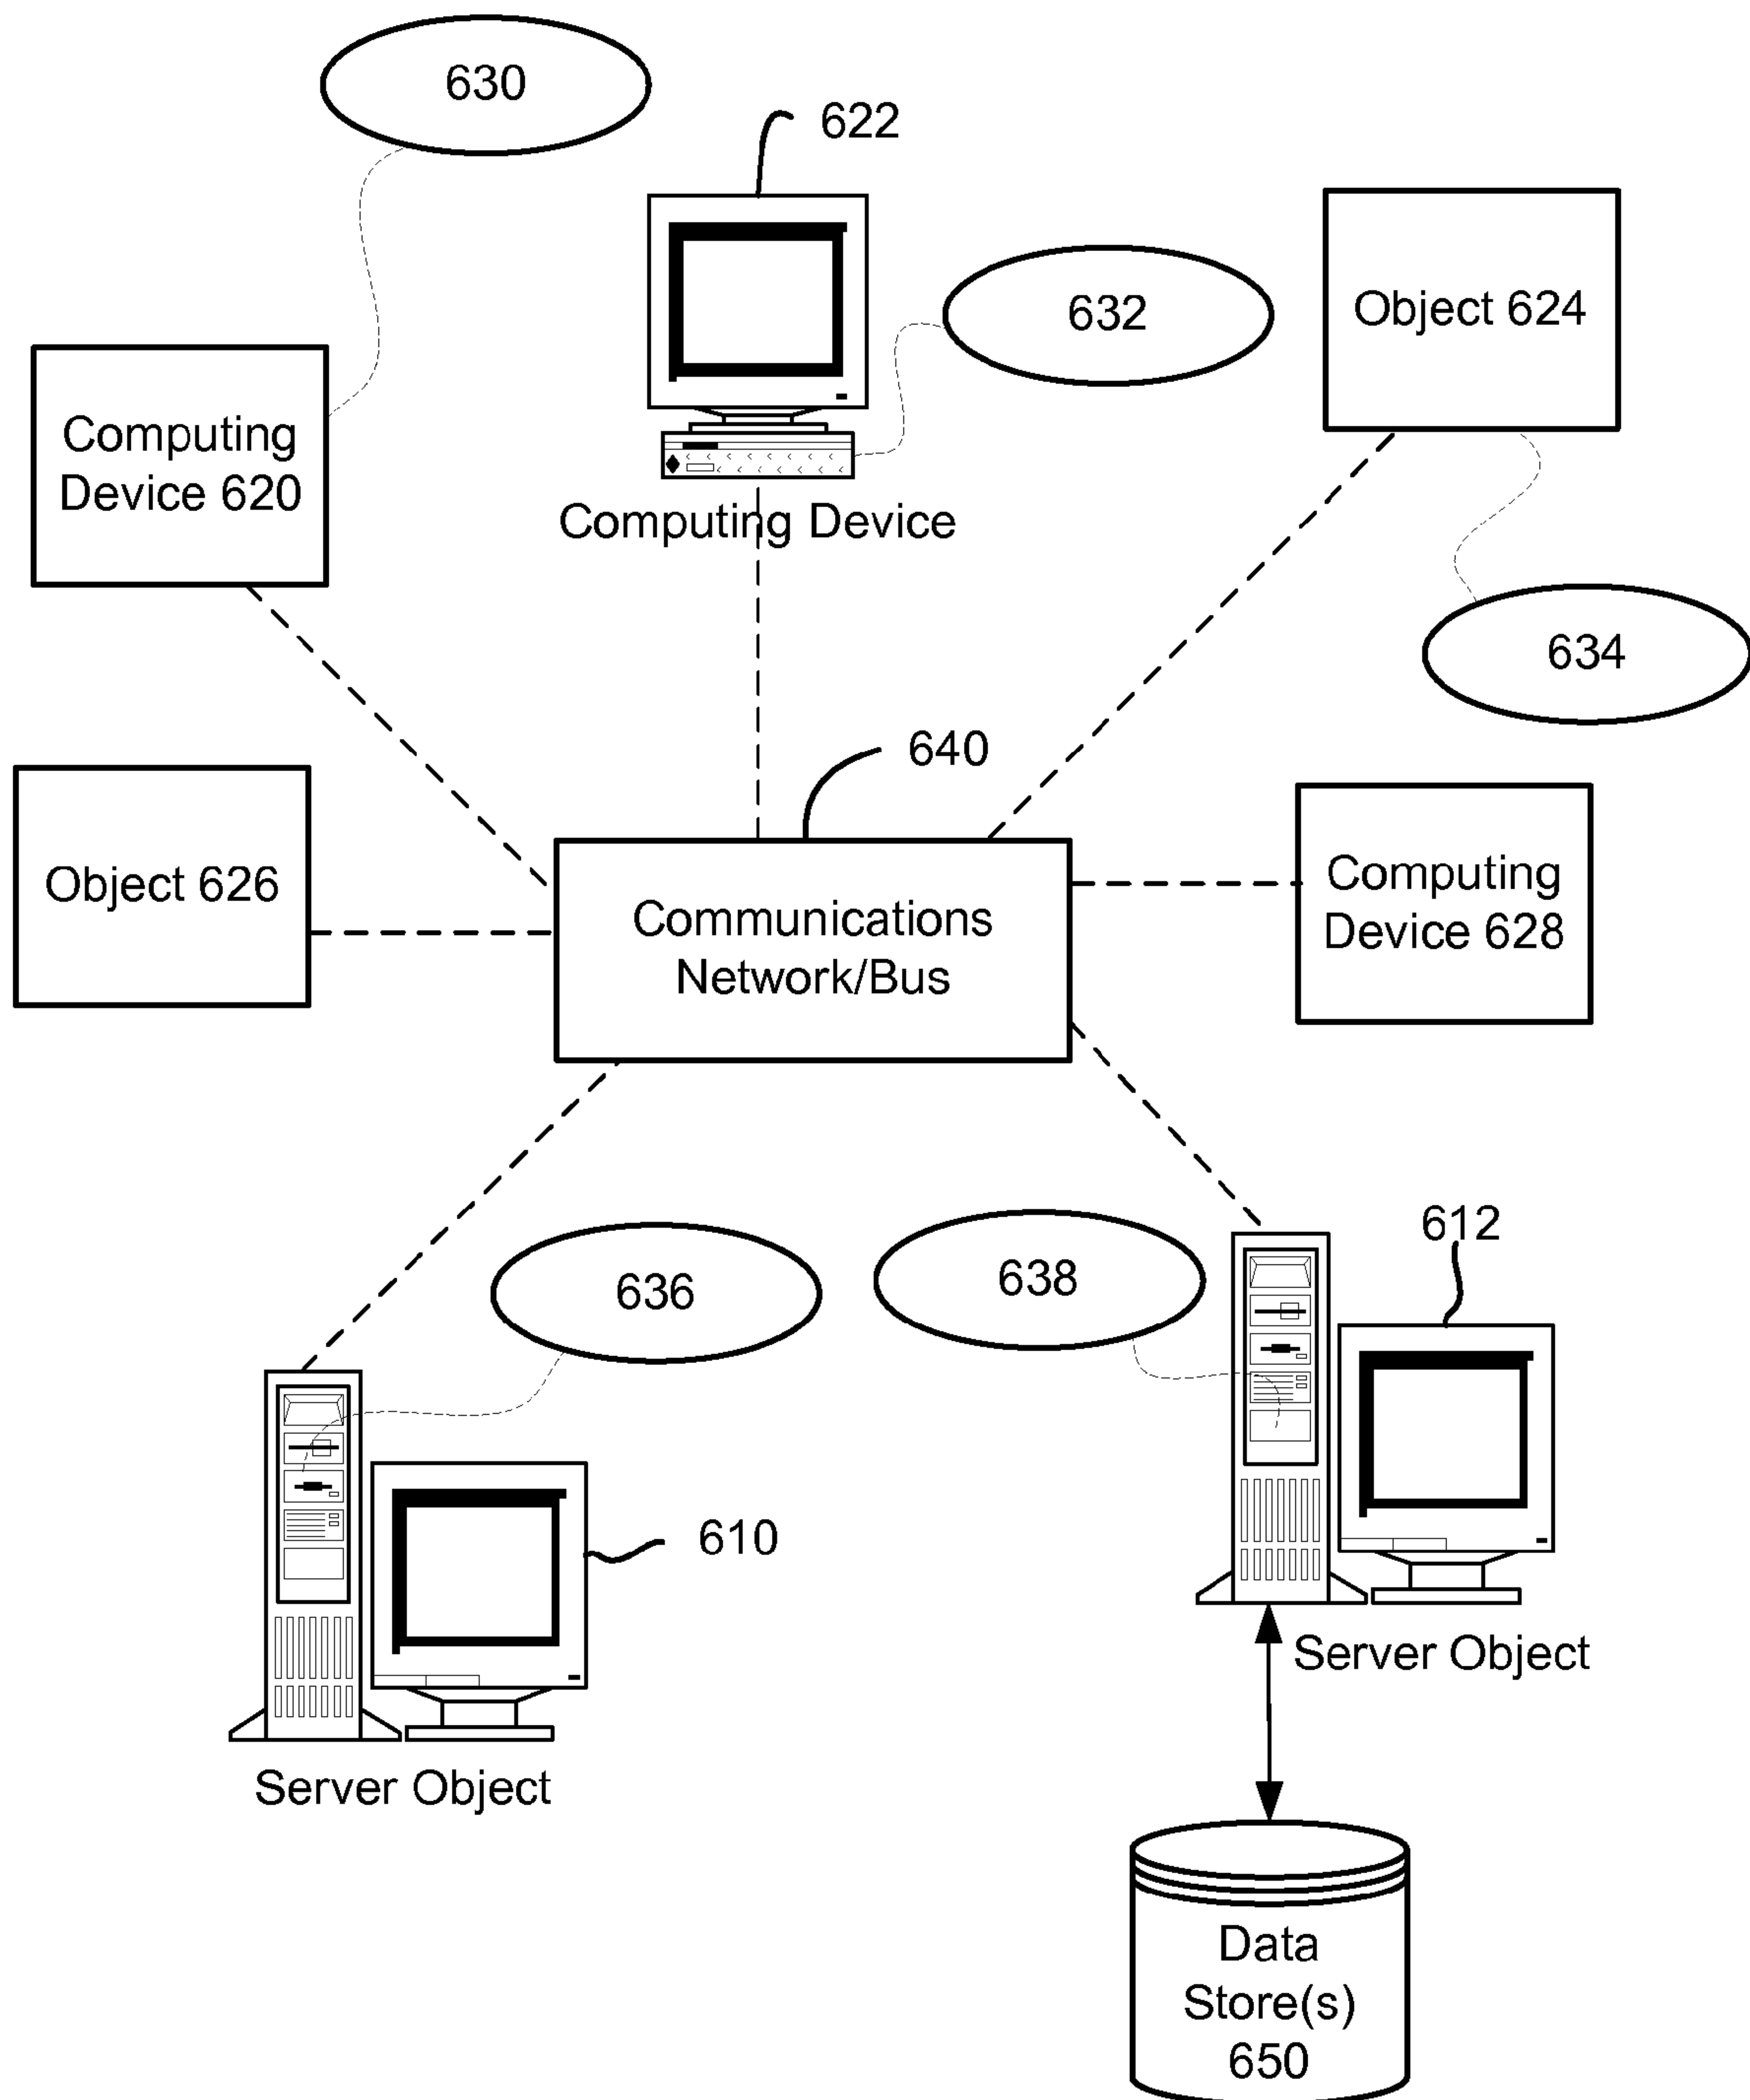 630
622
632
Object 624
Computing
Device 620
Computing Device
634
640
Object 626
Communications
Network/Bus
Computing
Device 628
612
636
638
610
Server Object
Server Object
Data
Store(s)
650